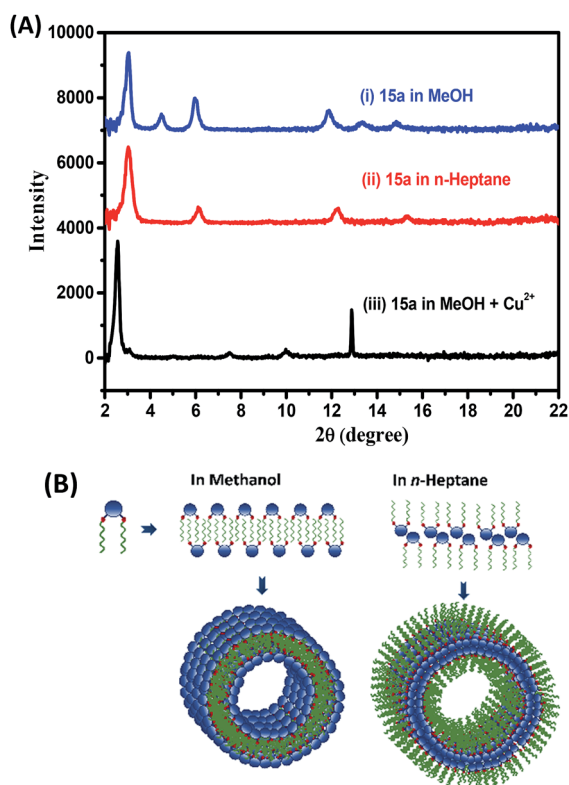 (A)
10000
8000
6000
4000
2000
0
Intensity
(i) 15a in MeOH
(ii) 15a in n-Heptane
(iii) 15a in MeOH + Cu²⁺
2 4 6 8 10 12 14 16 18 20 22
2θ (degree)
(B)
In Methanol
In n-Heptane